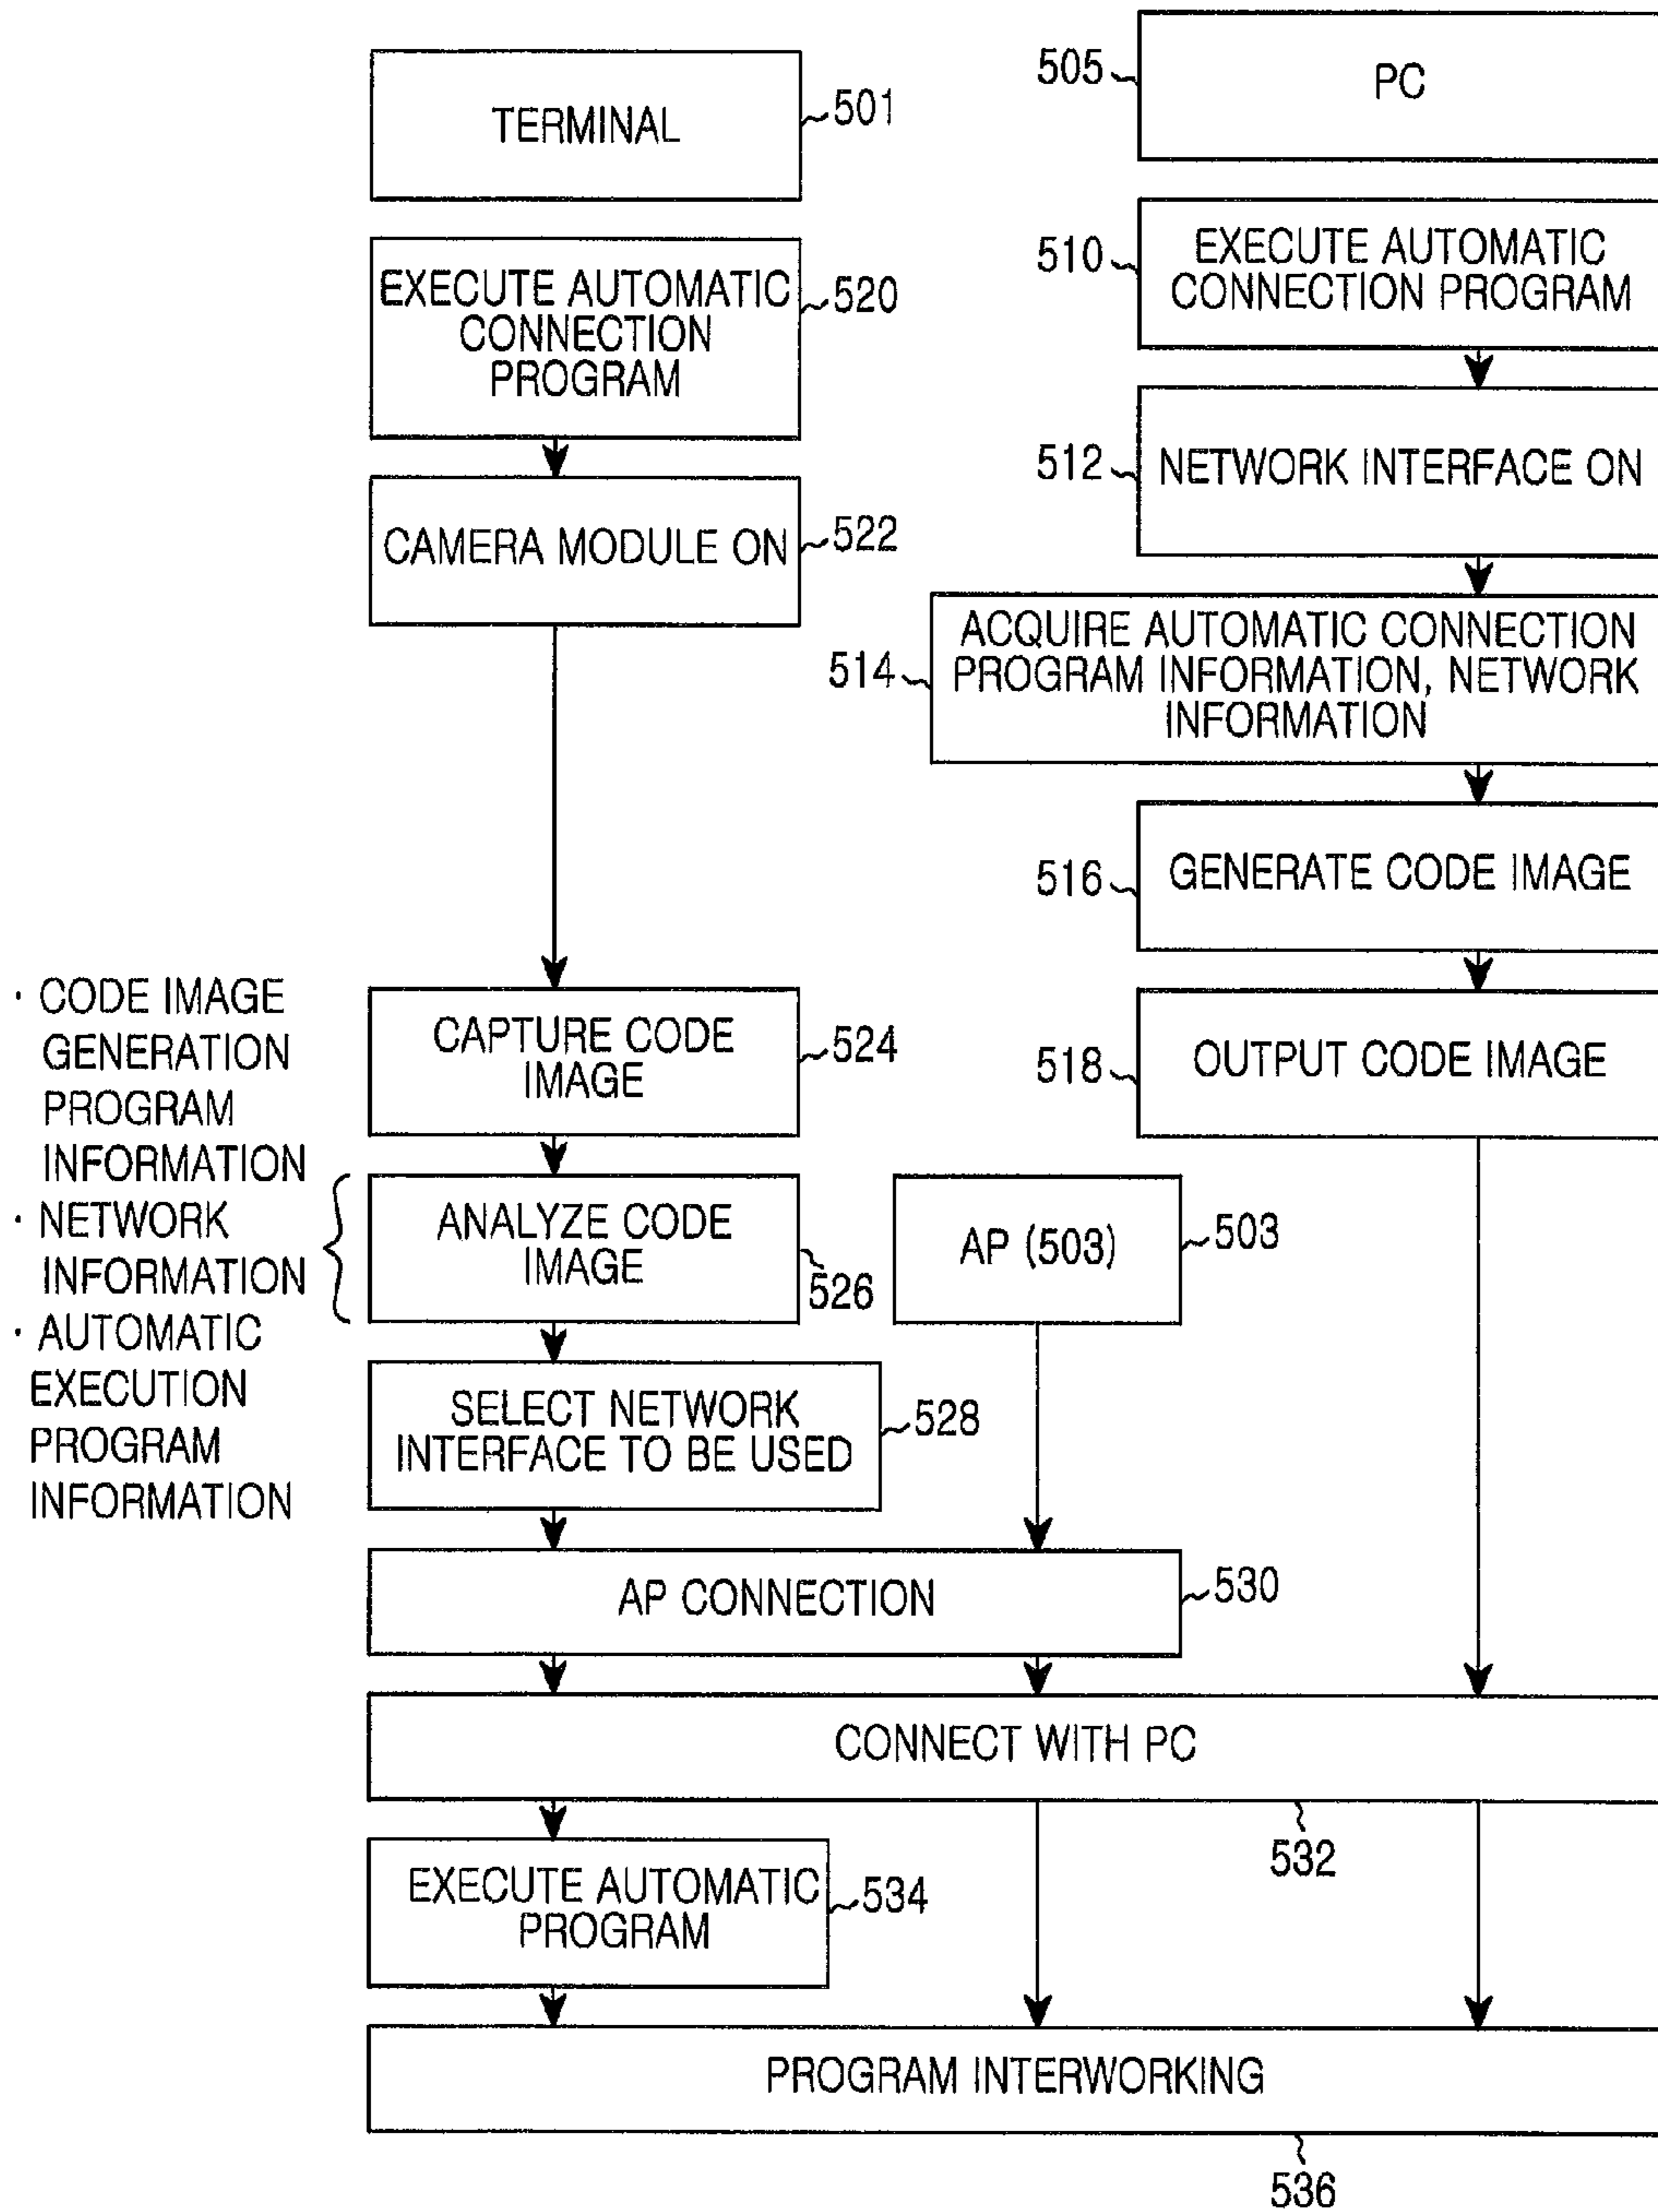 TERMINAL
501
505
PC
EXECUTE AUTOMATIC
CONNECTION
PROGRAM
520
510
EXECUTE AUTOMATIC
CONNECTION PROGRAM
CAMERA MODULE ON
522
512
NETWORK INTERFACE ON
514
ACQUIRE AUTOMATIC CONNECTION
PROGRAM INFORMATION, NETWORK
INFORMATION
516
GENERATE CODE IMAGE
· CODE IMAGE
GENERATION
PROGRAM
INFORMATION
· NETWORK
INFORMATION
· AUTOMATIC
EXECUTION
PROGRAM
INFORMATION
CAPTURE CODE
IMAGE
524
518
OUTPUT CODE IMAGE
ANALYZE CODE
IMAGE
526
AP (503)
503
SELECT NETWORK
INTERFACE TO BE USED
528
AP CONNECTION
530
CONNECT WITH PC
532
EXECUTE AUTOMATIC
PROGRAM
534
PROGRAM INTERWORKING
536